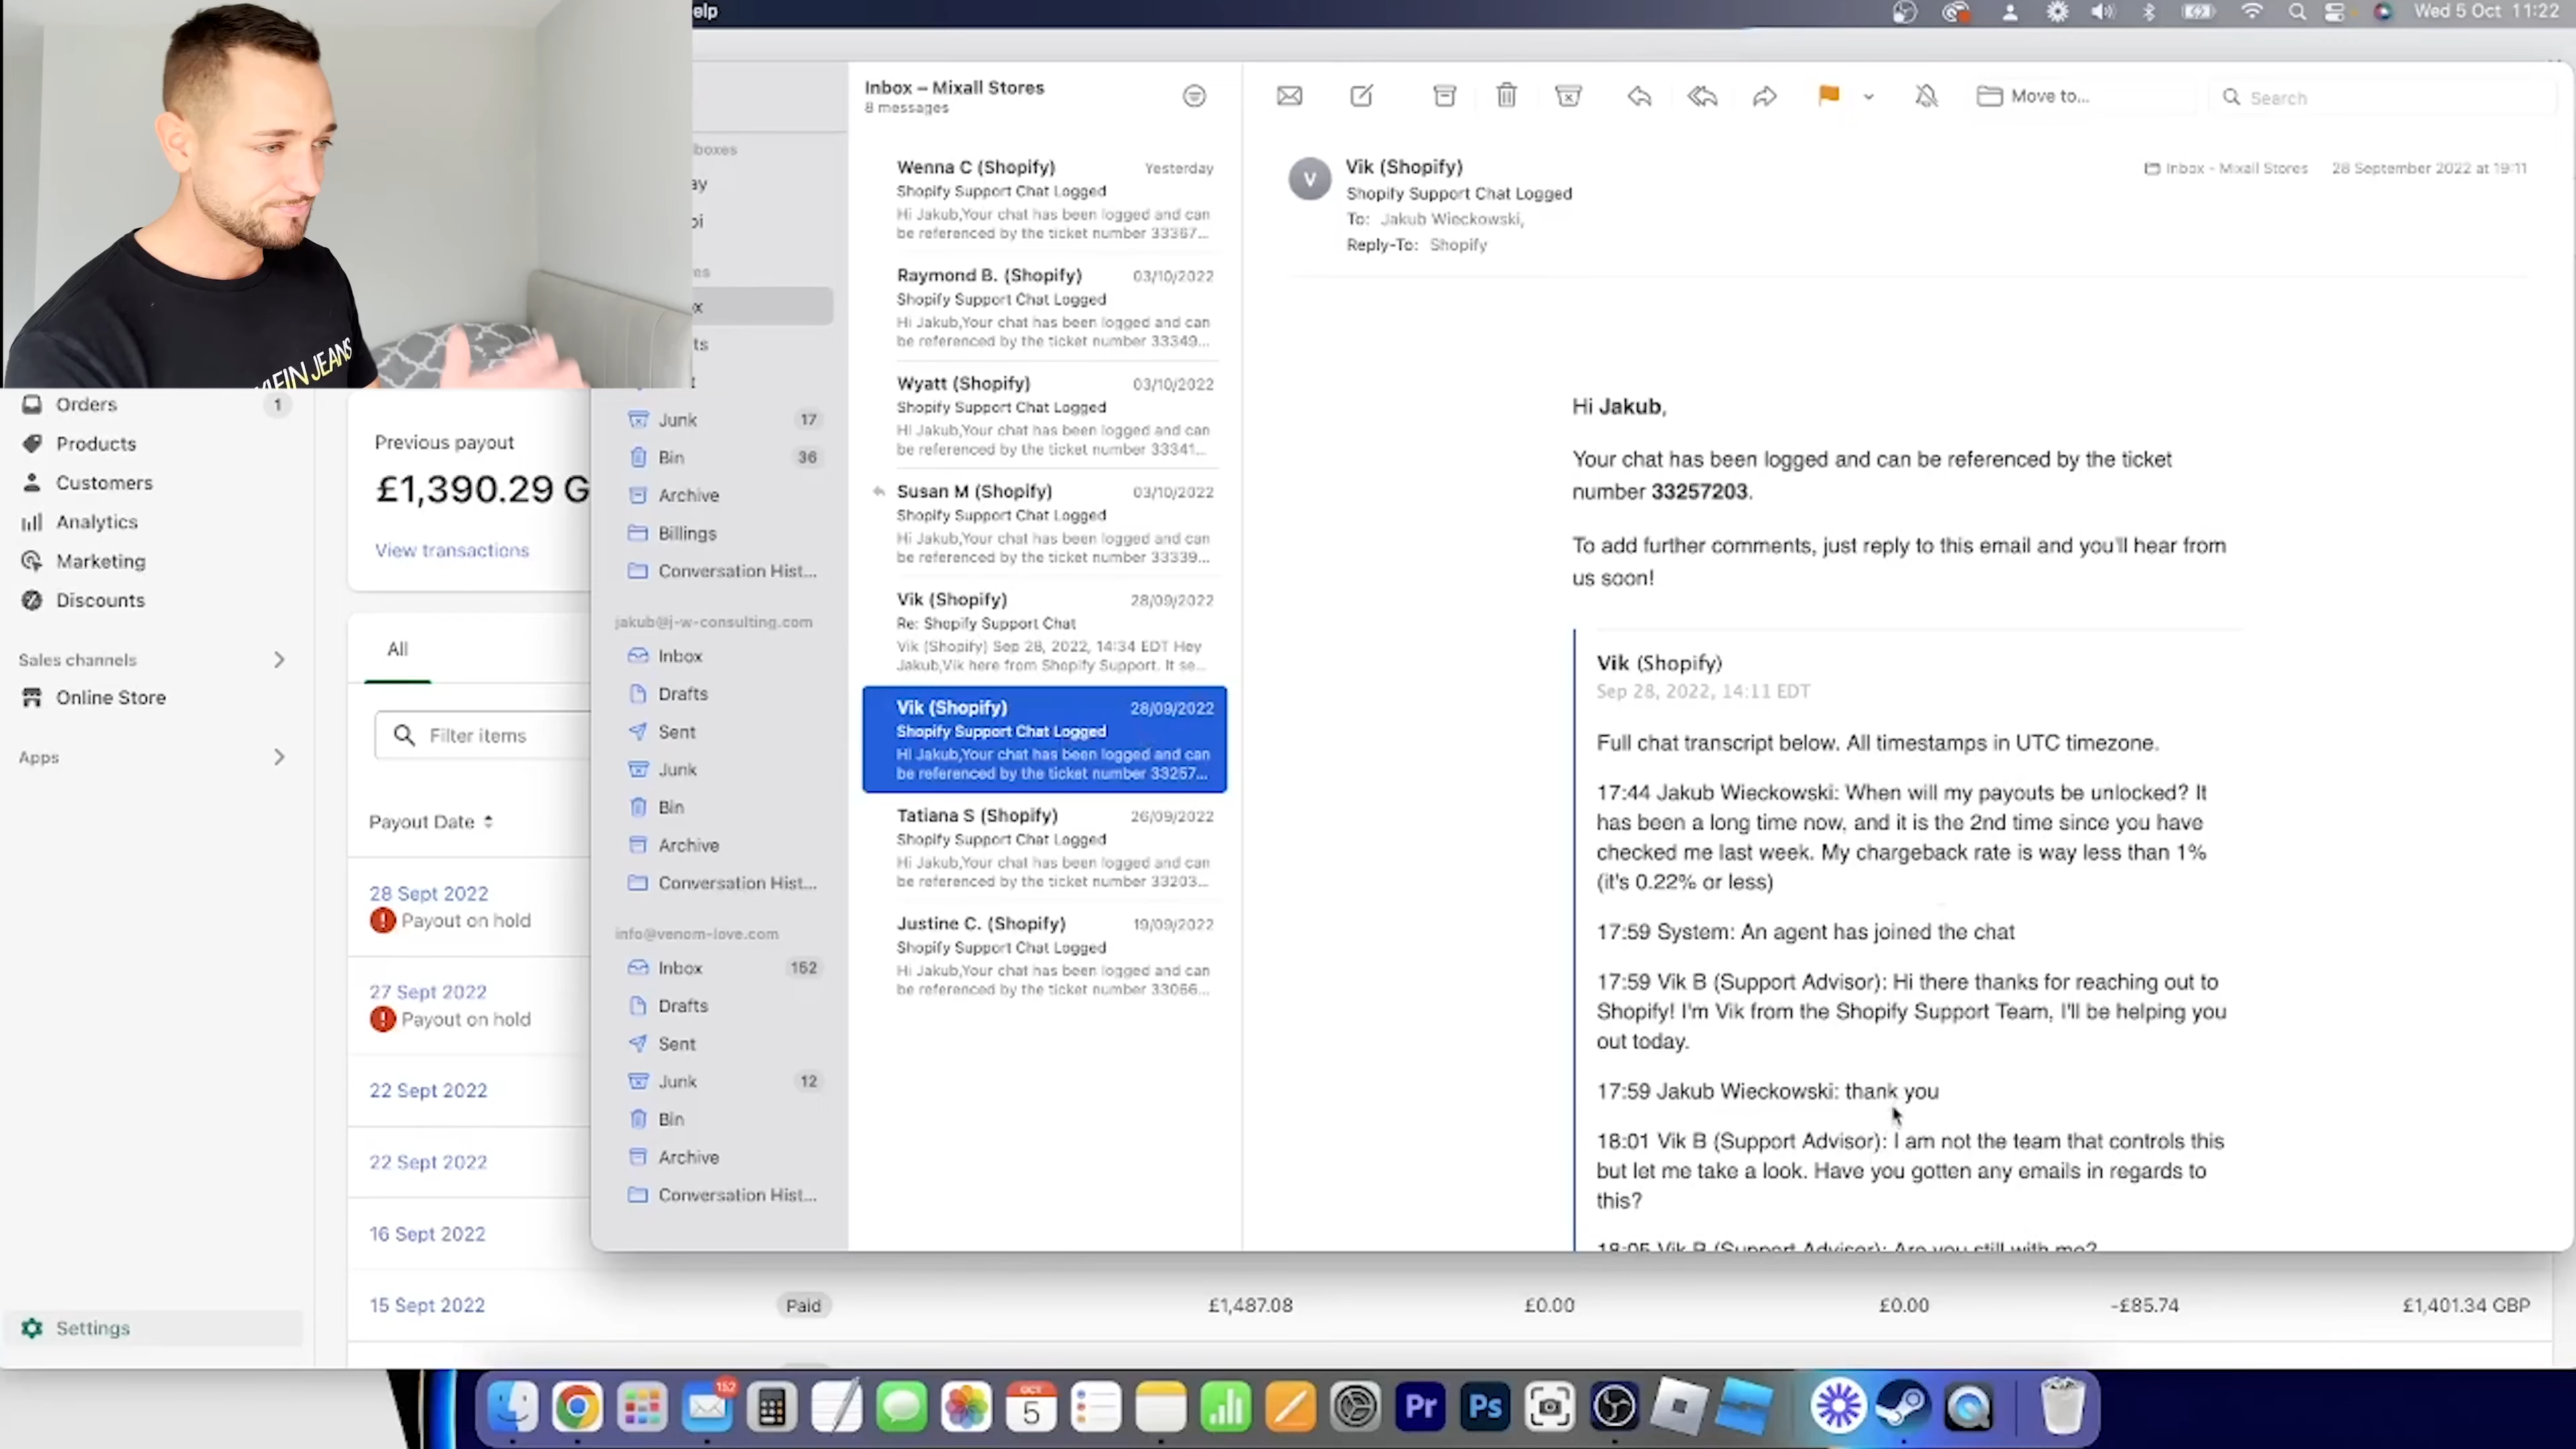 elp
Wed 5 Oct 11:22
KLEIN JEANS
Orders 1
Products
Customers
Analytics
Marketing
Discounts
Sales channels
Online Store
Apps
Settings
Previous payout
£1,390.29 G
View transactions
All
Filter items
Payout Date
28 Sept 2022
Payout on hold
27 Sept 2022
Payout on hold
22 Sept 2022
22 Sept 2022
16 Sept 2022
15 Sept 2022 Paid £1,487.08 £0.00 £0.00 -£85.74 £1,401.34 GBP
boxes
ay
oi
es
x
ts
t
Junk 17
Bin 36
Archive
Billings
Conversation Hist...
jakub@j-w-consulting.com
Inbox
Drafts
Sent
Junk
Bin
Archive
Conversation Hist...
info@venom-love.com
Inbox 152
Drafts
Sent
Junk 12
Bin
Archive
Conversation Hist...
Inbox – Mixall Stores
8 messages
Wenna C (Shopify) Yesterday
Shopify Support Chat Logged
Hi Jakub,Your chat has been logged and can
be referenced by the ticket number 33367...
Raymond B. (Shopify) 03/10/2022
Shopify Support Chat Logged
Hi Jakub,Your chat has been logged and can
be referenced by the ticket number 33349...
Wyatt (Shopify) 03/10/2022
Shopify Support Chat Logged
Hi Jakub,Your chat has been logged and can
be referenced by the ticket number 33341...
Susan M (Shopify) 03/10/2022
Shopify Support Chat Logged
Hi Jakub,Your chat has been logged and can
be referenced by the ticket number 33339...
Vik (Shopify) 28/09/2022
Re: Shopify Support Chat
Vik (Shopify) Sep 28, 2022, 14:34 EDT Hey
Jakub,Vik here from Shopify Support. It se...
Vik (Shopify) 28/09/2022
Shopify Support Chat Logged
Hi Jakub,Your chat has been logged and can
be referenced by the ticket number 33257...
Tatiana S (Shopify) 26/09/2022
Shopify Support Chat Logged
Hi Jakub,Your chat has been logged and can
be referenced by the ticket number 33203...
Justine C. (Shopify) 19/09/2022
Shopify Support Chat Logged
Hi Jakub,Your chat has been logged and can
be referenced by the ticket number 33066...
Move to...
Search
V
Vik (Shopify)
Shopify Support Chat Logged
To: Jakub Wieckowski,
Reply-To: Shopify
Inbox - Mixall Stores 28 September 2022 at 19:11
Hi Jakub,
Your chat has been logged and can be referenced by the ticket
number 33257203.
To add further comments, just reply to this email and you'll hear from
us soon!
Vik (Shopify)
Sep 28, 2022, 14:11 EDT
Full chat transcript below. All timestamps in UTC timezone.
17:44 Jakub Wieckowski: When will my payouts be unlocked? It
has been a long time now, and it is the 2nd time since you have
checked me last week. My chargeback rate is way less than 1%
(it's 0.22% or less)
17:59 System: An agent has joined the chat
17:59 Vik B (Support Advisor): Hi there thanks for reaching out to
Shopify! I'm Vik from the Shopify Support Team, I'll be helping you
out today.
17:59 Jakub Wieckowski: thank you
18:01 Vik B (Support Advisor): I am not the team that controls this
but let me take a look. Have you gotten any emails in regards to
this?
18:05 Vik B (Support Advisor): Are you still with me?
152
OCT
5
Pr
Ps